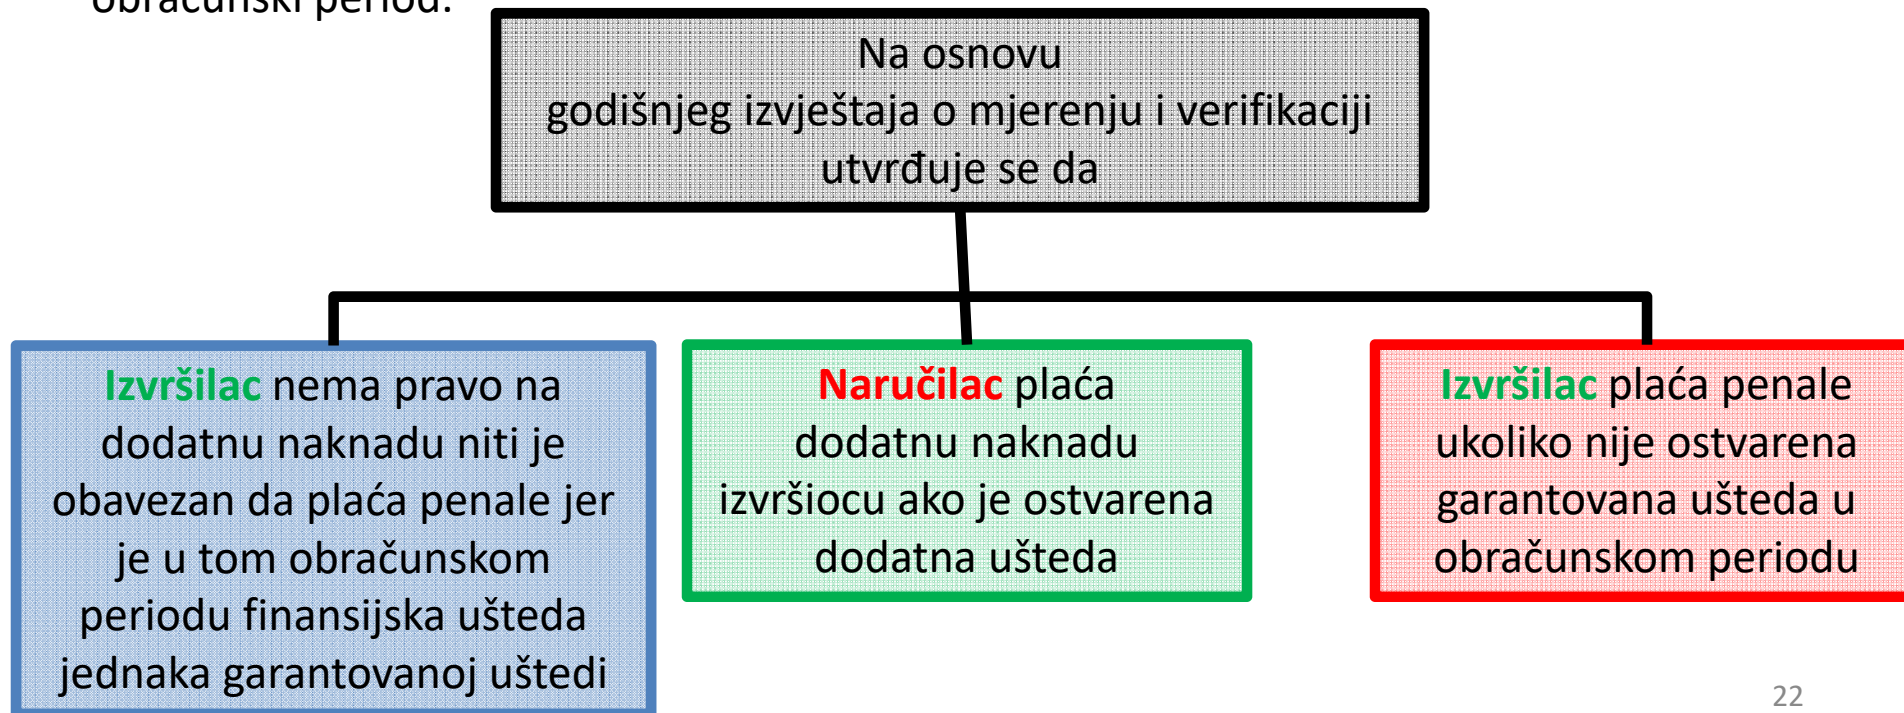 obračunski period.
Na osnovu
godišnjeg izvještaja o mjerenju i verifikaciji
utvrđuje se da
Izvršilac nema pravo na
dodatnu naknadu niti je
obavezan da plaća penale jer
je u tom obračunskom
periodu finansijska ušteda
jednaka garantovanoj uštedi
Naručilac plaća
dodatnu naknadu
izvršiocu ako je ostvarena
dodatna ušteda
Izvršilac plaća penale
ukoliko nije ostvarena
garantovana ušteda u
obračunskom periodu
22